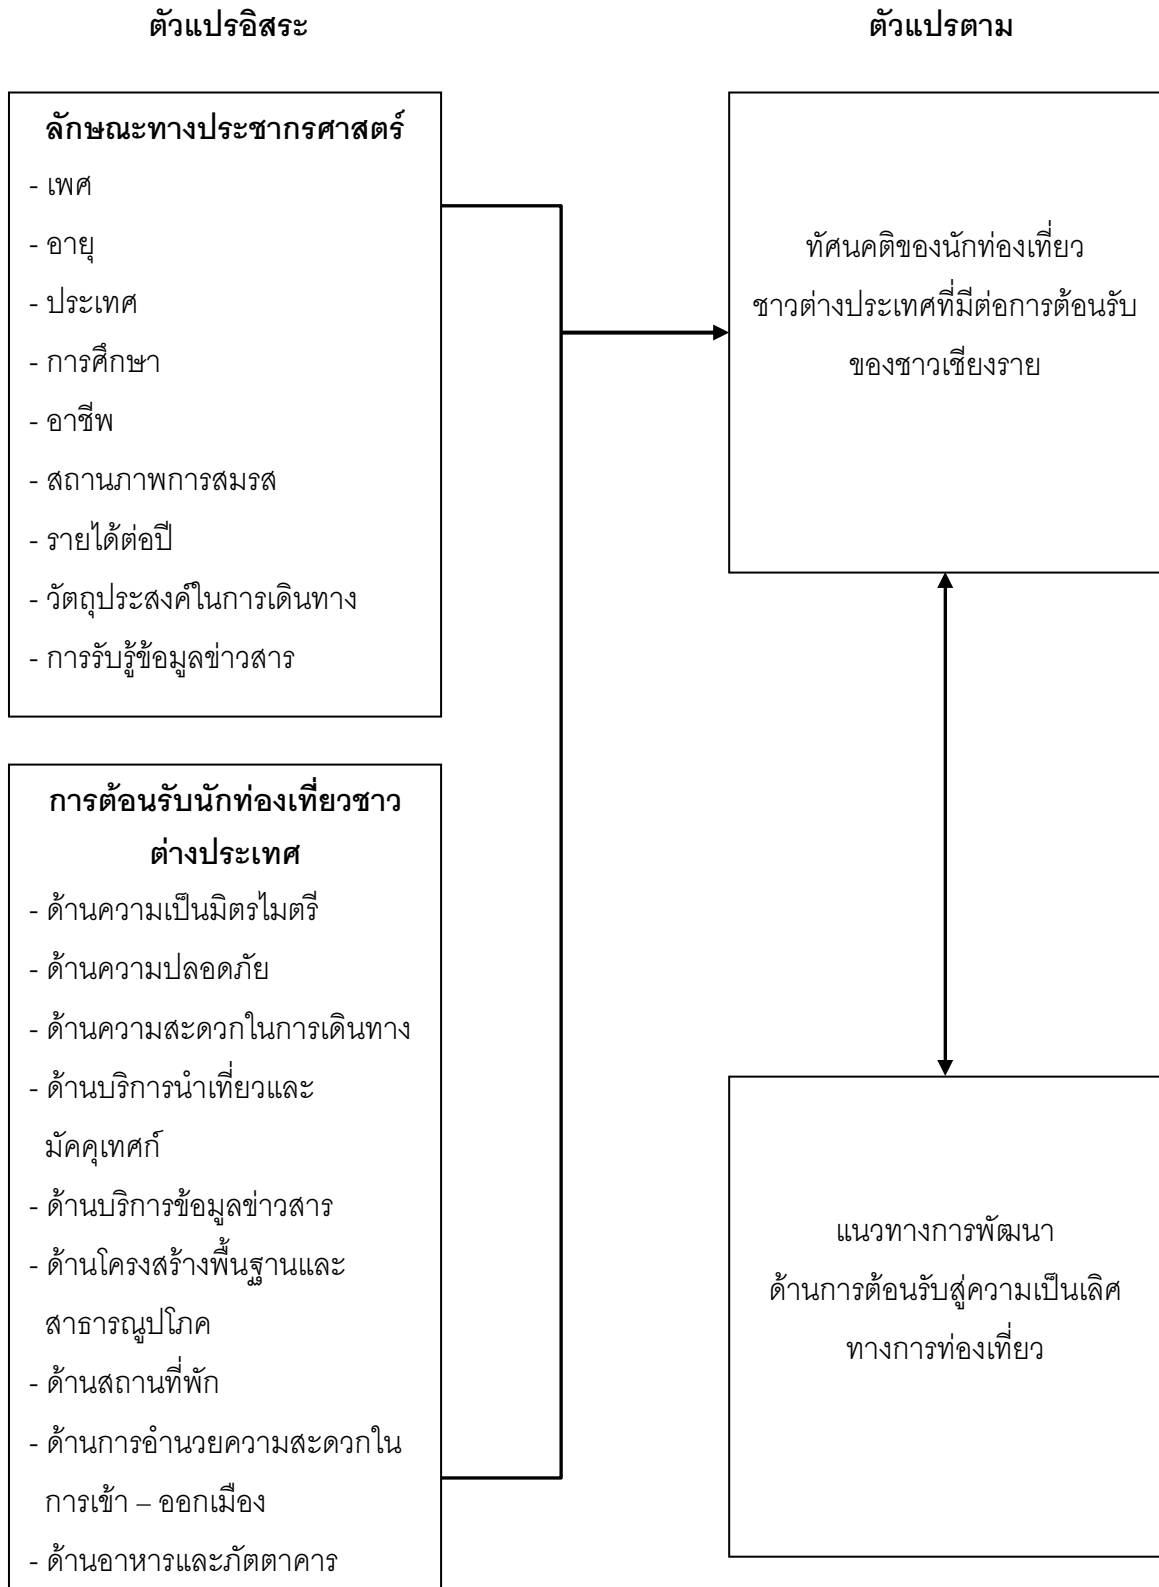 ตัวแปรอิสระ
ตัวแปรตาม
ลักษณะทางประชากรศาสตร์
- เพศ
- อายุ
- ประเทศ
- การศึกษา
- อาชีพ
- สถานภาพการสมรส
- รายได้ต่อปี
- วัตถุประสงค์ในการเดินทาง
- การรับรู้ข้อมูลข่าวสาร
การต้อนรับนักท่องเที่ยวชาว
ต่างประเทศ
- ด้านความเป็นมิตรไมตรี
- ด้านความปลอดภัย
- ด้านความสะดวกในการเดินทาง
- ด้านบริการนำเที่ยวและ
มัคคุเทศก์
- ด้านบริการข้อมูลข่าวสาร
- ด้านโครงสร้างพื้นฐานและ
สาธารณูปโภค
- ด้านสถานที่พัก
- ด้านการอำนวยความสะดวกใน
การเข้า – ออกเมือง
- ด้านอาหารและภัตตาคาร
ทัศนคติของนักท่องเที่ยว
ชาวต่างประเทศที่มีต่อการต้อนรับ
ของชาวเชียงราย
แนวทางการพัฒนา
ด้านการต้อนรับสู่ความเป็นเลิศ
ทางการท่องเที่ยว